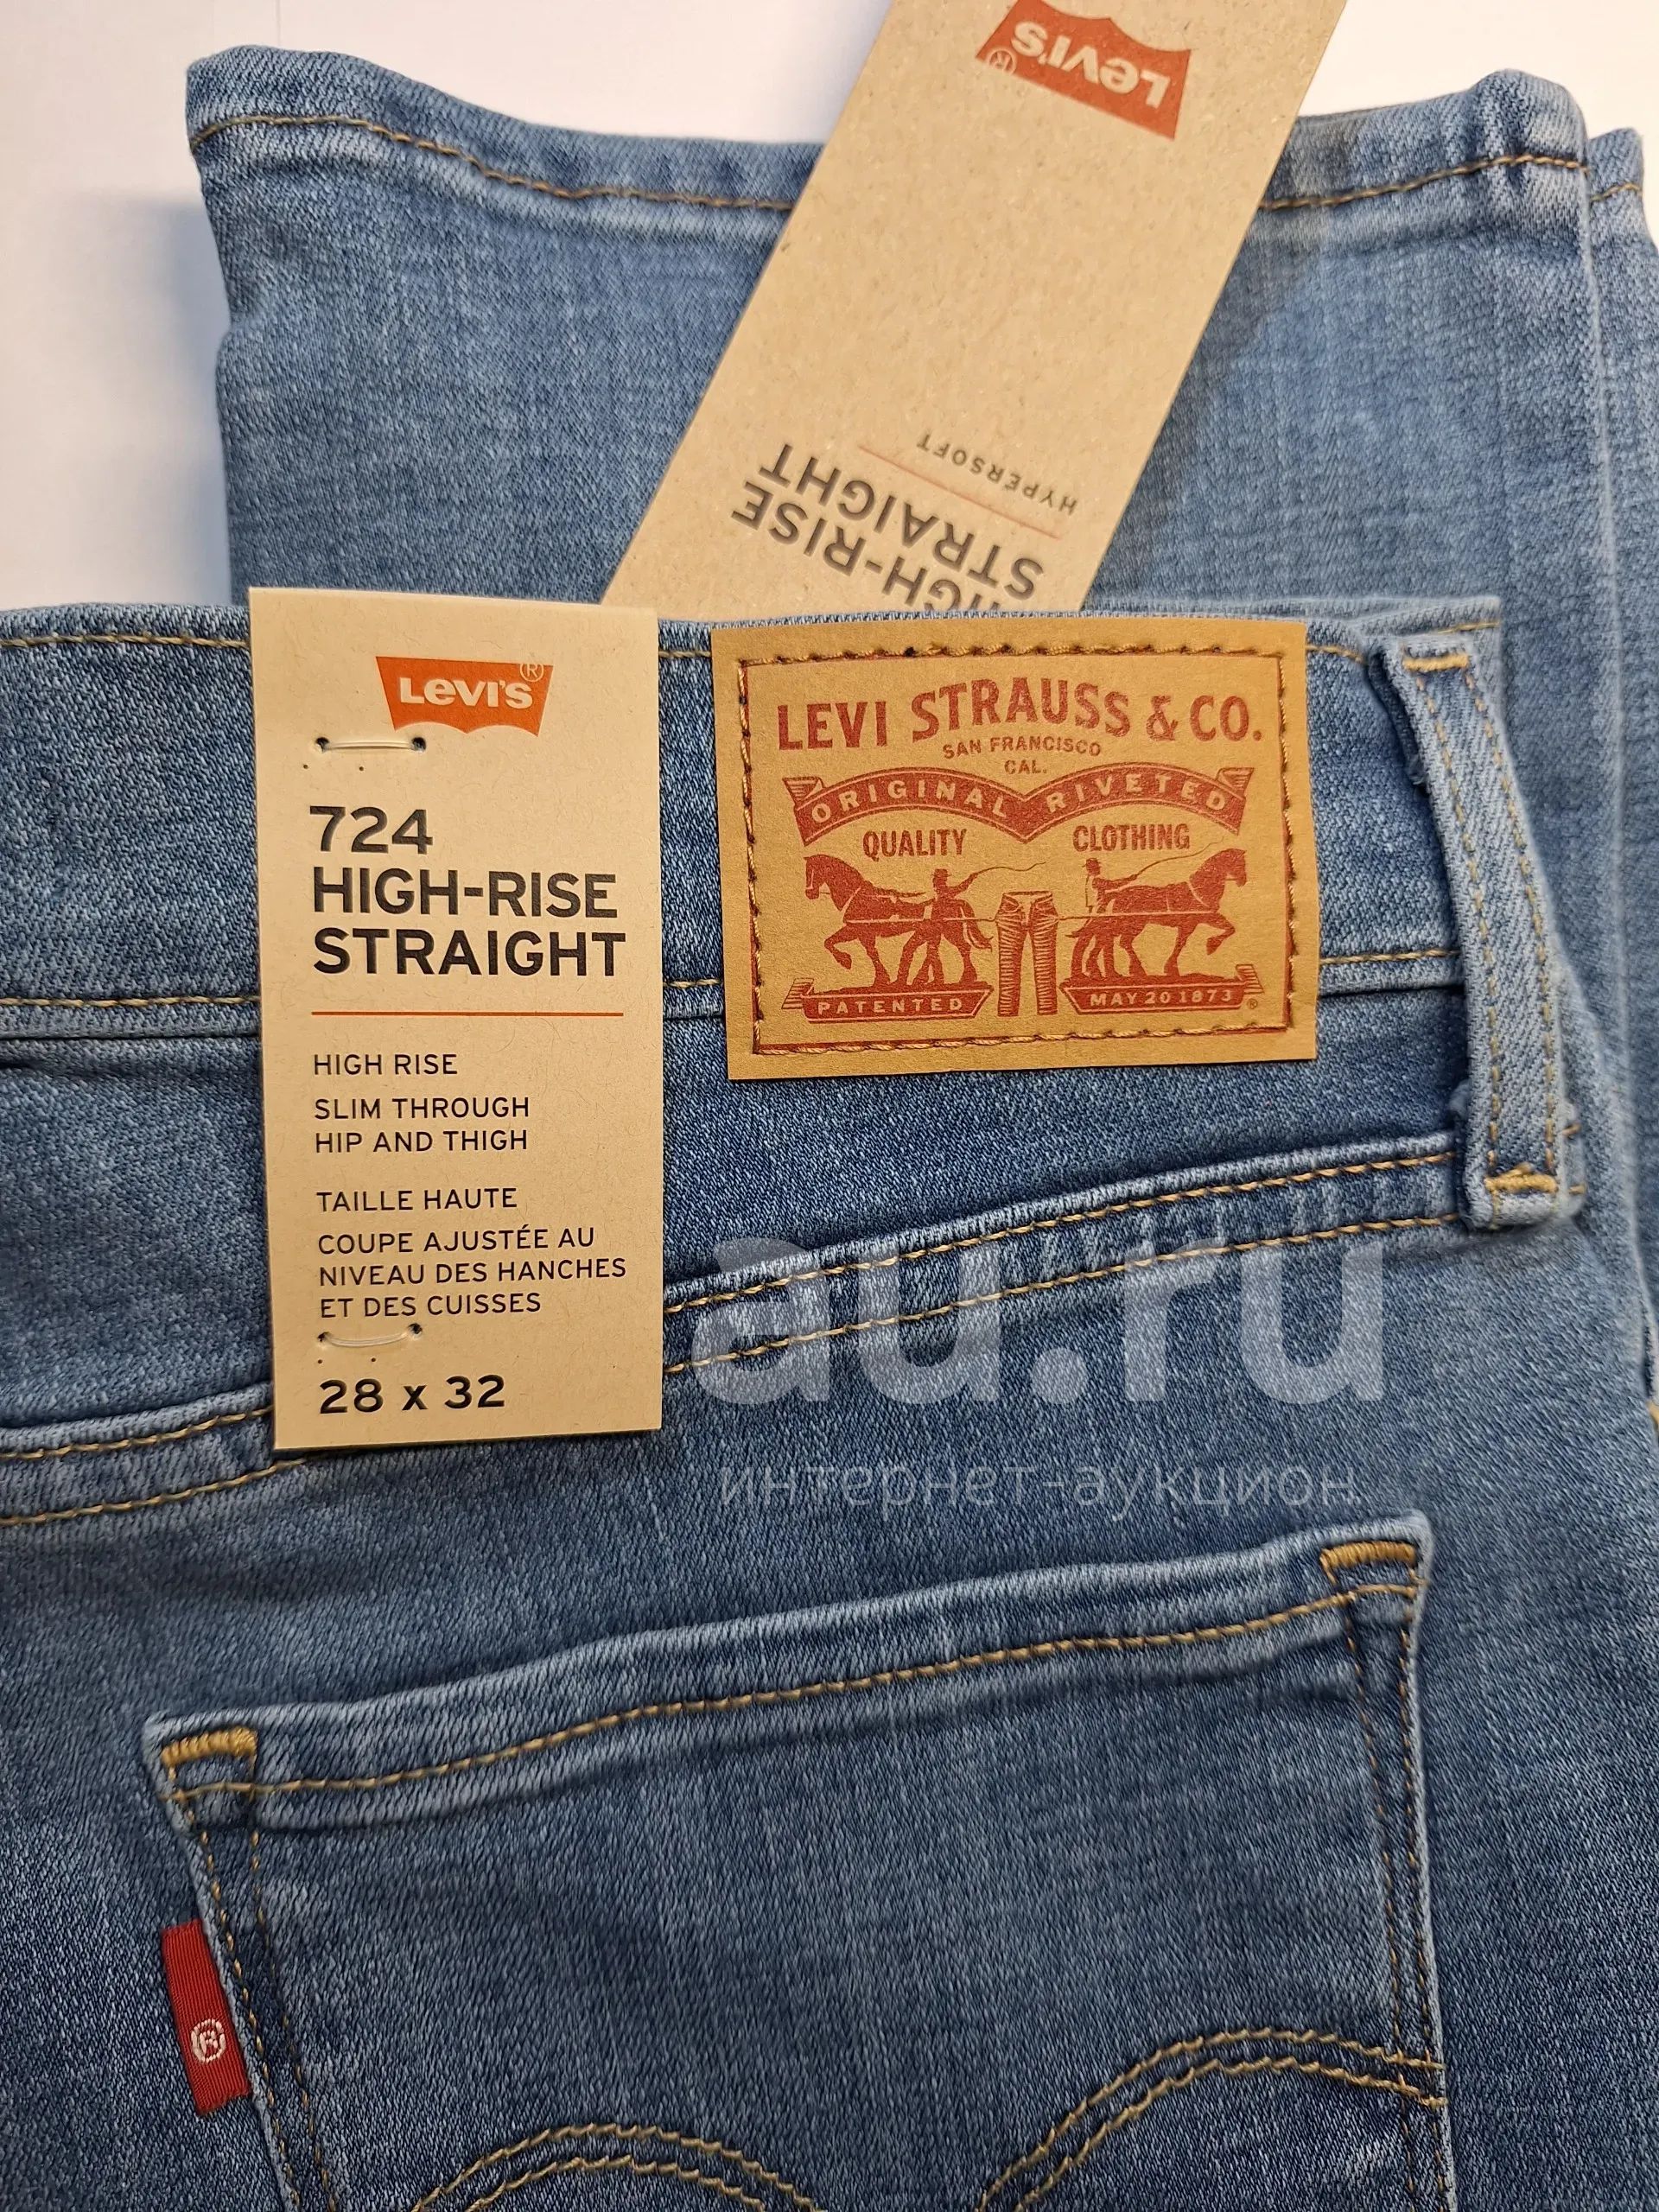 Levi's
®
HYPERSOFT
STRAIGHT
HIGH-RISE
LEVI'S
®
724
HIGH-RISE
STRAIGHT
HIGH RISE
SLIM THROUGH
HIP AND THIGH
TAILLE HAUTE
COUPE AJUSTÉE AU
NIVEAU DES HANCHES
ET DES CUISSES
28 x 32
LEVI STRAUSS & CO.
SAN FRANCISCO
CAL.
ORIGINAL RIVETED
QUALITY CLOTHING
PATENTED MAY 20 1873 ®
au.ru
интернет-аукцион
®